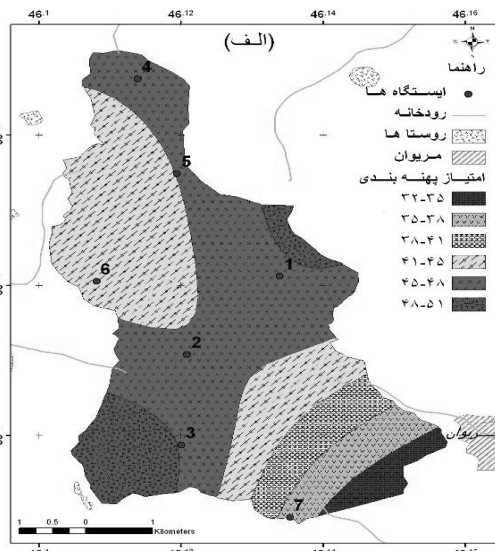 46.1 46.12 46.14 46.16
(الف)
راهنما
ایستگاه ها
رودخانه
روستا ها
مریوان
امتیاز پهنه بندی
۳۲-۳۵
۳۵-۳۸
۳۸-۴۱
۴۱-۴۵
۴۵-۴۸
۴۸-۵۱
4
5
6
1
2
3
7
1 0.5 0 1
Kilometers